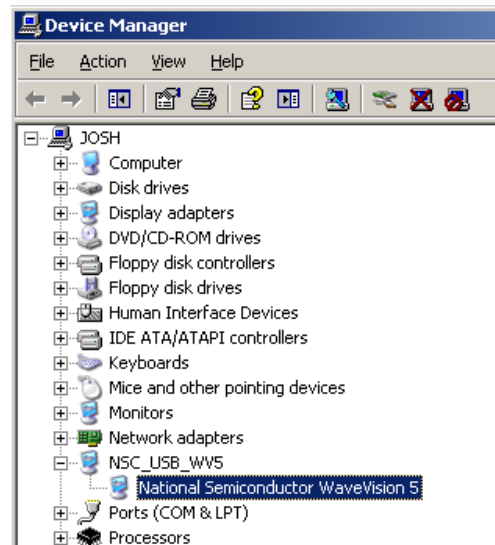 Device Manager
File Action View Help
JOSH
Computer
Disk drives
Display adapters
DVD/CD-ROM drives
Floppy disk controllers
Floppy disk drives
Human Interface Devices
IDE ATA/ATAPI controllers
Keyboards
Mice and other pointing devices
Monitors
Network adapters
NSC_USB_WV5
National Semiconductor WaveVision 5
Ports (COM & LPT)
Processors